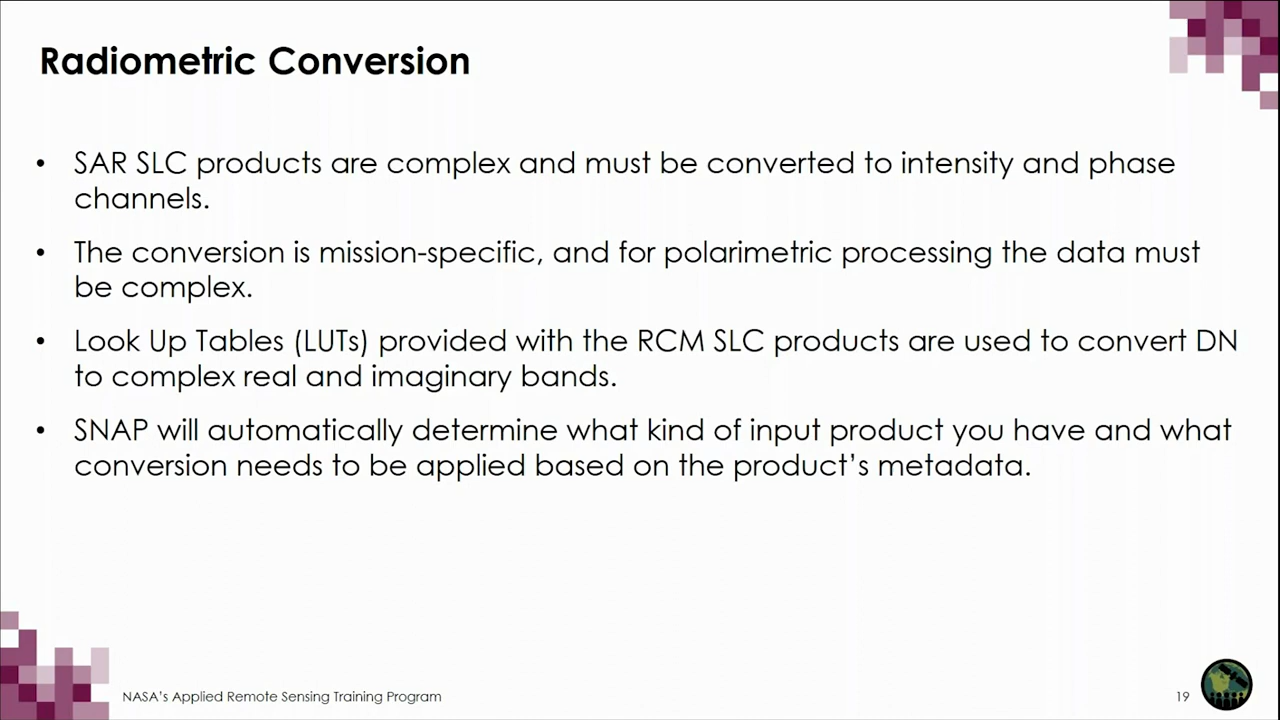 Radiometric Conversion
• SAR SLC products are complex and must be converted to intensity and phase
channels.
• The conversion is mission-specific, and for polarimetric processing the data must
be complex.
• Look Up Tables (LUTs) provided with the RCM SLC products are used to convert DN
to complex real and imaginary bands.
• SNAP will automatically determine what kind of input product you have and what
conversion needs to be applied based on the product’s metadata.
NASA’s Applied Remote Sensing Training Program
19